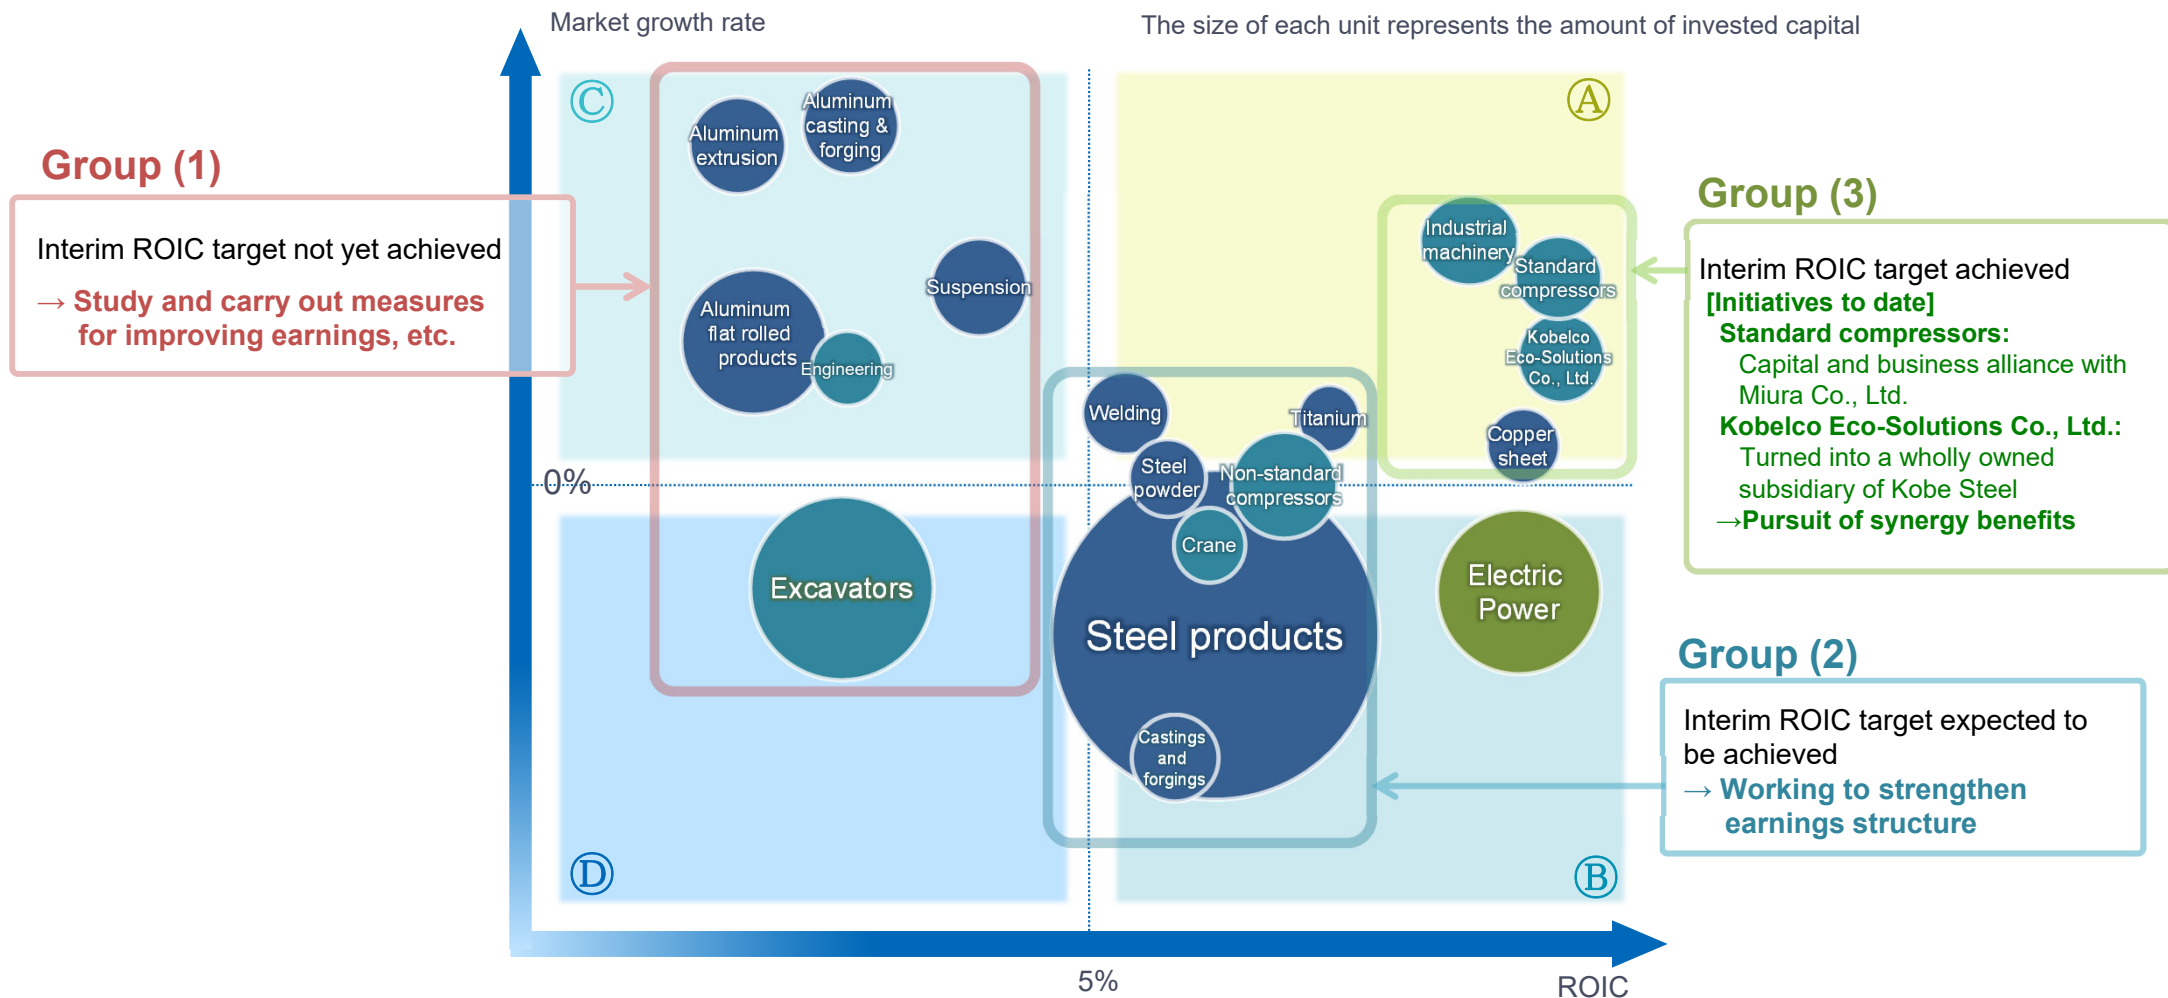 Market growth rate
The size of each unit represents the amount of invested capital
Ⓒ
Ⓐ
Group (1)
Interim ROIC target not yet achieved
→ Study and carry out measures
for improving earnings, etc.
Aluminum
extrusion
Aluminum
casting &
forging
Suspension
Aluminum
flat rolled
products
Engineering
Excavators
0%
Industrial
machinery
Standard
compressors
Kobelco
Eco-Solutions
Co., Ltd.
Copper
sheet
Welding
Titanium
Steel
powder
Non-standard
compressors
Crane
Steel products
Castings
and
forgings
Electric
Power
Group (3)
Interim ROIC target achieved
[Initiatives to date]
Standard compressors:
Capital and business alliance with
Miura Co., Ltd.
Kobelco Eco-Solutions Co., Ltd.:
Turned into a wholly owned
subsidiary of Kobe Steel
→Pursuit of synergy benefits
Group (2)
Interim ROIC target expected to
be achieved
→ Working to strengthen
earnings structure
Ⓓ
Ⓑ
5%
ROIC